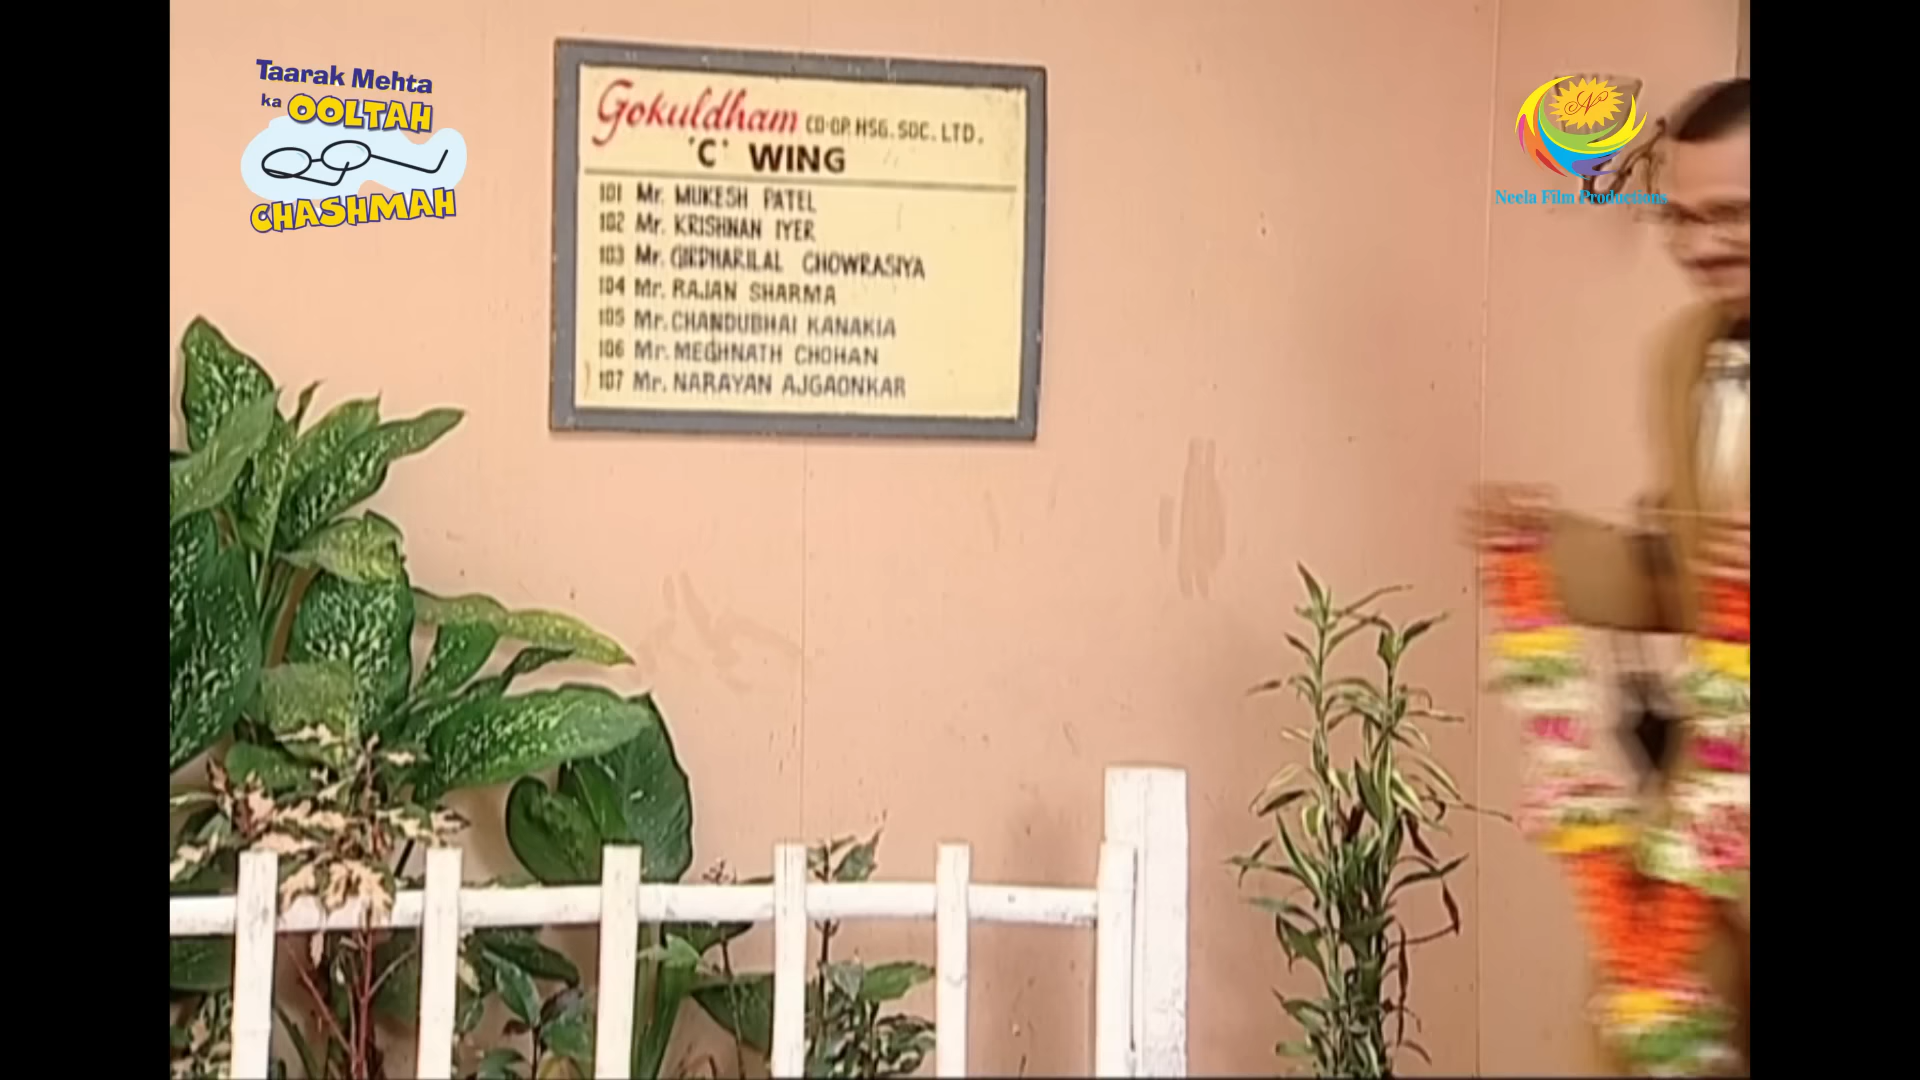 Taarak Mehta
ka OOLTAH
CHASHMAH
Gokuldham CO-OP. HSG. SOC. LTD.
'C' WING
101 Mr. MUKESH PATEL
102 Mr. KRISHNAN IYER
103 Mr. GIRDHARILAL CHOWRASIYA
104 Mr. RAJAN SHARMA
105 Mr. CHANDUBHAI KANAKIA
106 Mr. MEGHNATH CHOHAN
107 Mr. NARAYAN AJGAONKAR
N
Neela Film Productions